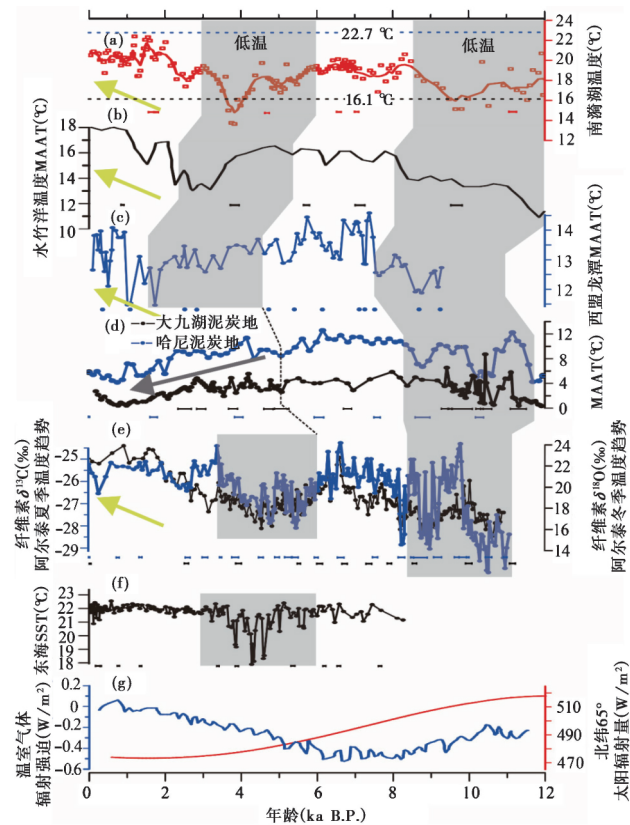 (a)
低温
22.7 ℃
低温
16.1 ℃
24
22
20
18
16
14
12
南漪湖温度(℃)
(b)
18
16
14
12
10
水竹洋温度MAAT(℃)
(c)
14
13
12
西盟龙潭MAAT(℃)
(d)
大九湖泥炭地
哈尼泥炭地
12
8
4
0
MAAT(℃)
(e)
-25
-26
-27
-28
-29
纤维素δ¹³C(‰)
阿尔泰夏季温度趋势
24
22
20
18
16
14
纤维素δ¹⁸O(‰)
阿尔泰冬季温度趋势
(f)
23
22
21
20
19
18
东海SST(℃)
(g)
0.2
0
-0.2
-0.4
-0.6
温室气体
辐射强迫(W/m²)
510
490
470
北纬65°
太阳辐射量(W/m²)
0 2 4 6 8 10 12
年龄(ka B.P.)